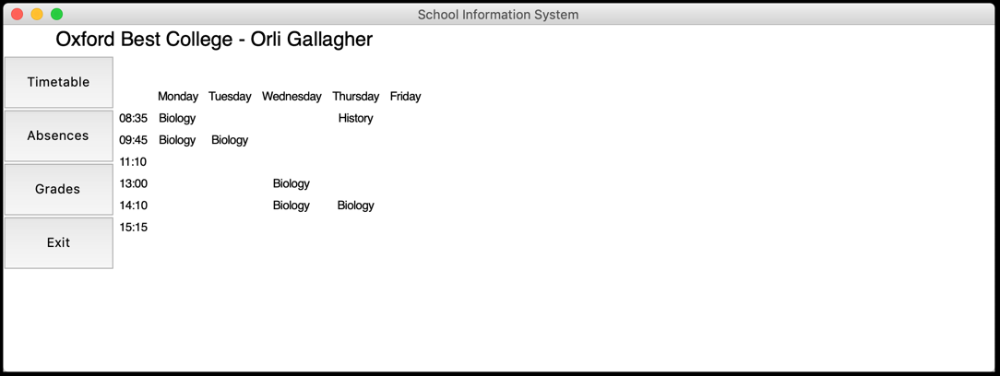 School Information System
Oxford Best College - Orli Gallagher
Timetable
Absences
Grades
Exit
Monday Tuesday Wednesday Thursday Friday
08:35 Biology History
09:45 Biology Biology
11:10
13:00 Biology
14:10 Biology Biology
15:15